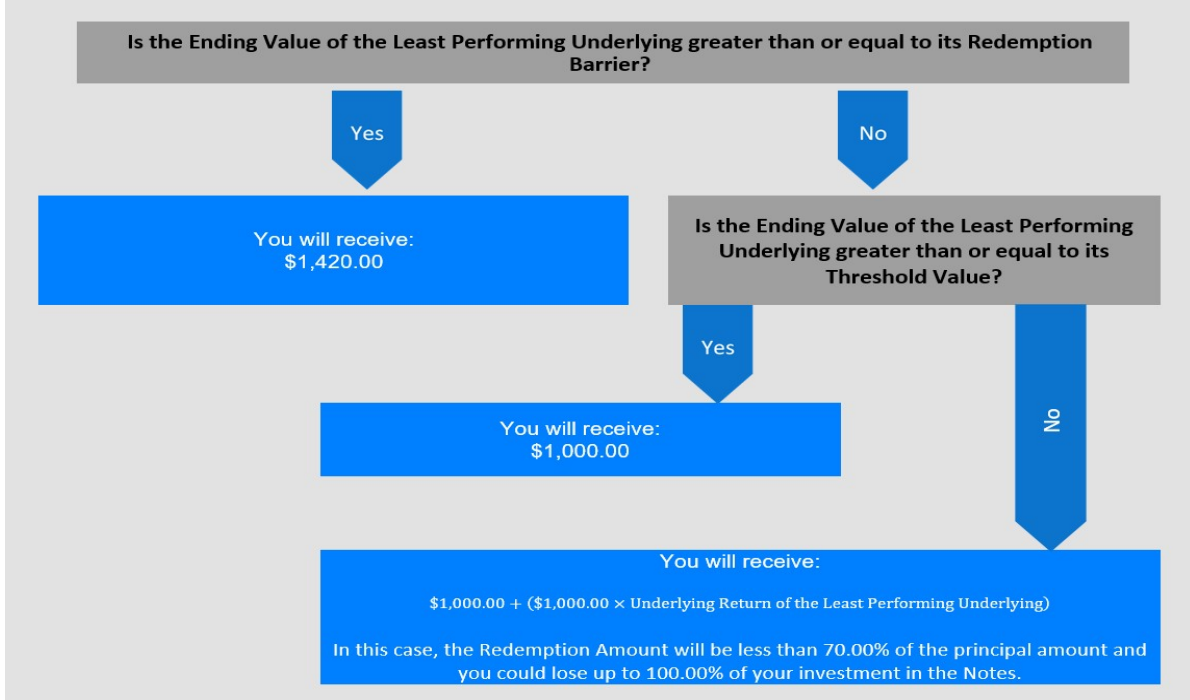 Is the Ending Value of the Least Performing Underlying greater than or equal to its Redemption
Barrier?
Yes
No
You will receive:
$1,420.00
Is the Ending Value of the Least Performing
Underlying greater than or equal to its
Threshold Value?
Yes
No
You will receive:
$1,000.00
You will receive:
$1,000.00 + ($1,000.00 × Underlying Return of the Least Performing Underlying)
In this case, the Redemption Amount will be less than 70.00% of the principal amount and
you could lose up to 100.00% of your investment in the Notes.